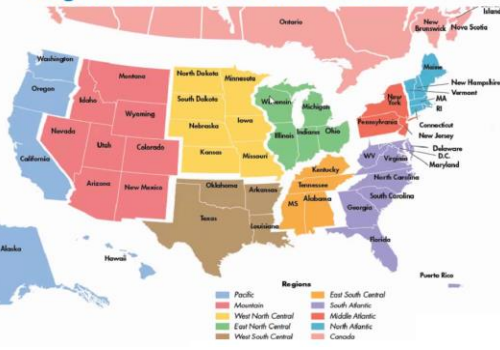 Island
Ontario
New
Brunswick
Nova Scotia
Washington
Montana
North Dakota
Minnesota
Maine
Oregon
Idaho
South Dakota
Wisconsin
Michigan
New
York
New Hampshire
Vermont
MA
RI
Wyoming
Nebraska
Iowa
Pennsylvania
Connecticut
New Jersey
Nevada
Utah
Colorado
Illinois
Indiana
Ohio
Delaware
D.C.
Maryland
California
Kansas
Missouri
WV
Virginia
Kentucky
North Carolina
Arizona
New Mexico
Oklahoma
Arkansas
Tennessee
South Carolina
MS
Alabama
Georgia
Texas
Louisiana
Florida
Alaska
Hawaii
Puerto Rico
Regions
Pacific
Mountain
West North Central
East North Central
West South Central
East South Central
South Atlantic
Middle Atlantic
North Atlantic
Canada